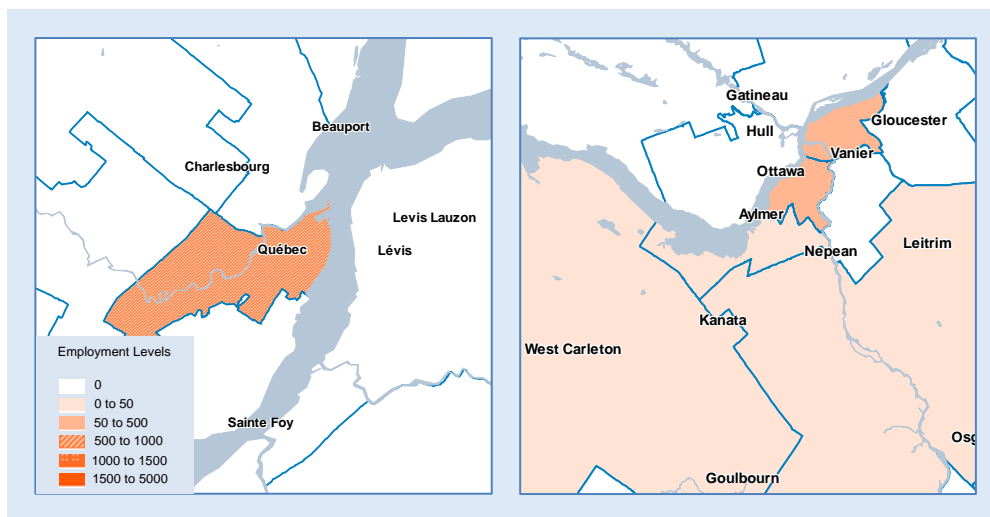 Beauport
Charlesbourg
Levis Lauzon
Québec
Lévis
Sainte Foy
Employment Levels
0
0 to 50
50 to 500
500 to 1000
1000 to 1500
1500 to 5000
Gatineau
Hull
Gloucester
Vanier
Ottawa
Aylmer
Nepean
Leitrim
Kanata
West Carleton
Osg
Goulbourn